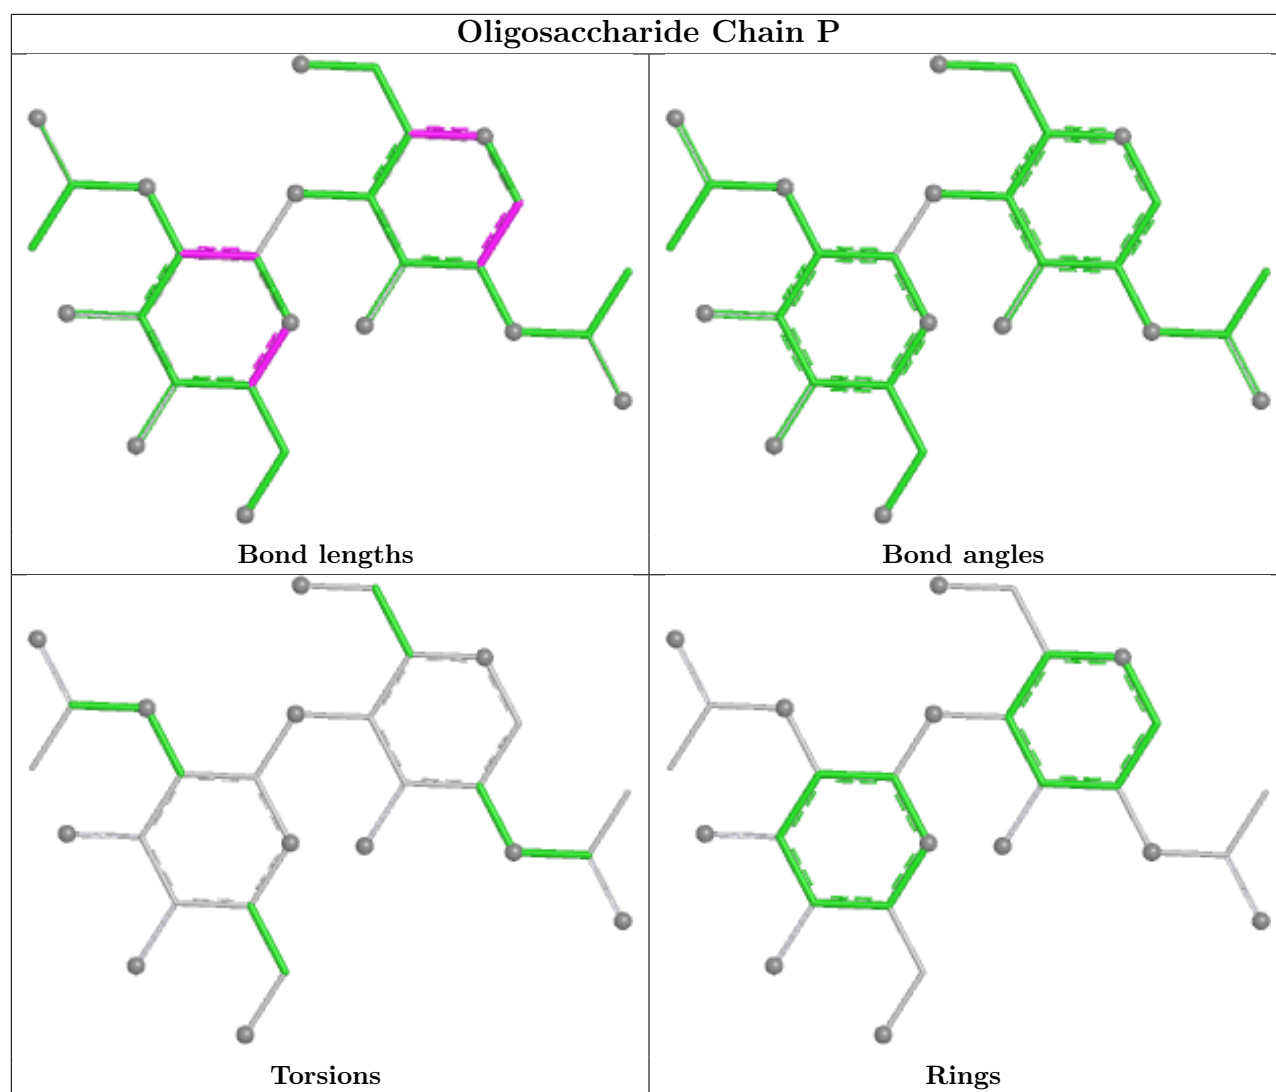 Oligosaccharide Chain P
Bond lengths
Bond angles
Torsions
Rings